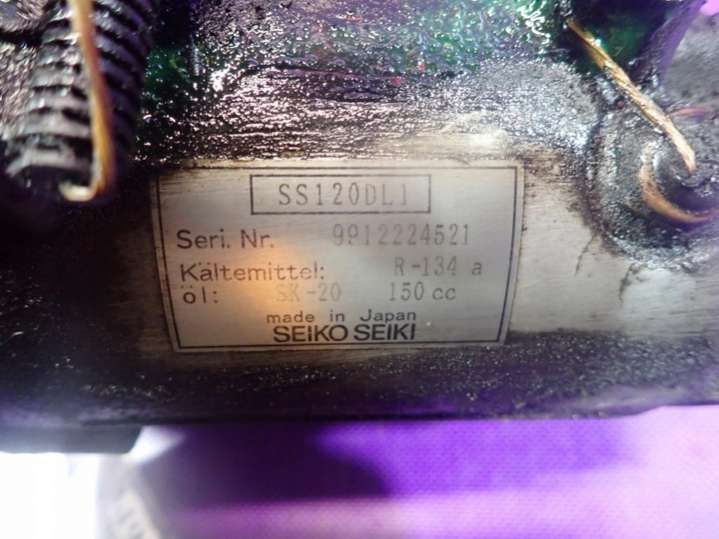 SS120DL1
Seri. Nr. 9912224521
Kältemittel: R-134 a
öl: SK-20 150 cc
made in Japan
SEIKO SEIKI